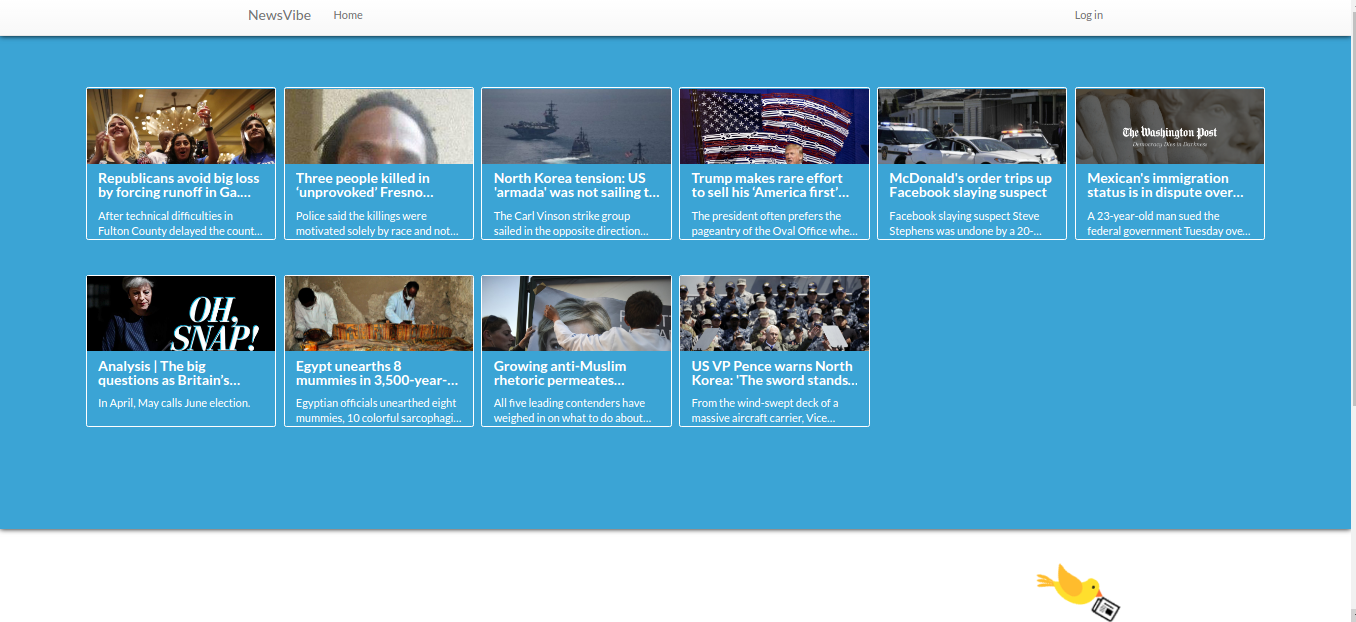 NewsVibe Home Log in
The Washington Post
Democracy Dies in Darkness
Republicans avoid big loss
by forcing runoff in Ga....
After technical difficulties in
Fulton County delayed the count...
Three people killed in
‘unprovoked’ Fresno...
Police said the killings were
motivated solely by race and not...
North Korea tension: US
'armada' was not sailing t...
The Carl Vinson strike group
sailed in the opposite direction...
Trump makes rare effort
to sell his ‘America first’...
The president often prefers the
pageantry of the Oval Office whe...
McDonald's order trips up
Facebook slaying suspect
Facebook slaying suspect Steve
Stephens was undone by a 20-...
Mexican's immigration
status is in dispute over...
A 23-year-old man sued the
federal government Tuesday ove...
OH,
SNAP!
Analysis | The big
questions as Britain’s...
In April, May calls June election.
Egypt unearths 8
mummies in 3,500-year-...
Egyptian officials unearthed eight
mummies, 10 colorful sarcophagi...
Growing anti-Muslim
rhetoric permeates...
All five leading contenders have
weighed in on what to do about...
US VP Pence warns North
Korea: 'The sword stands...
From the wind-swept deck of a
massive aircraft carrier, Vice...